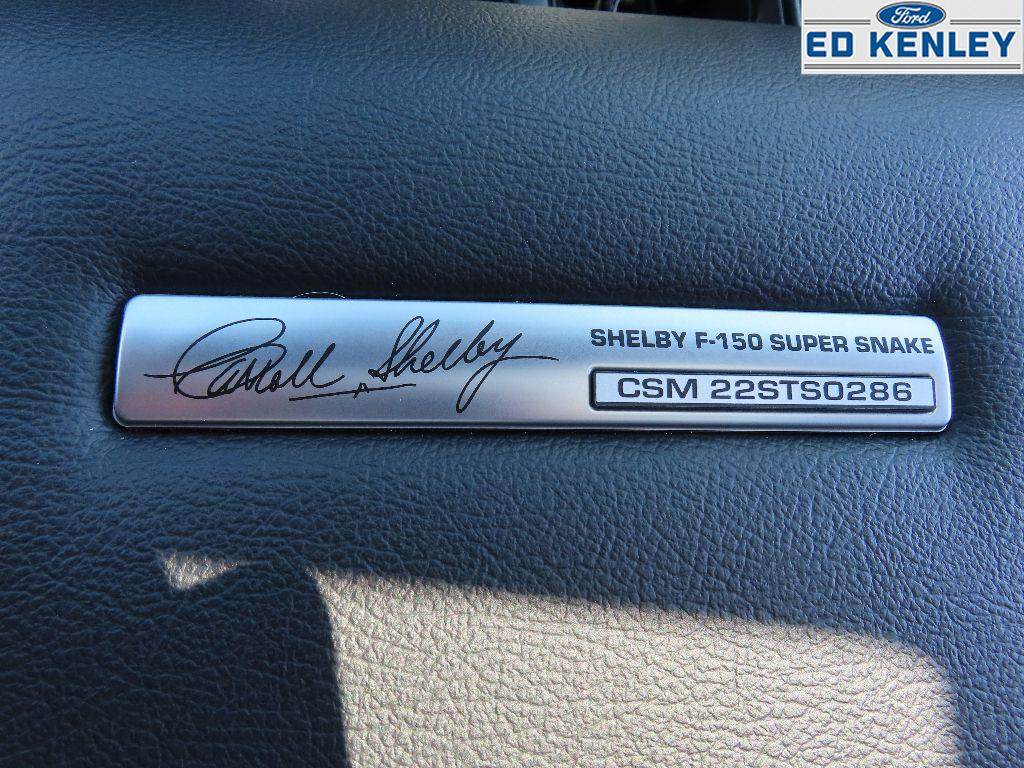 Ford
ED KENLEY
Carroll Shelby
SHELBY F-150 SUPER SNAKE
CSM 22STS0286